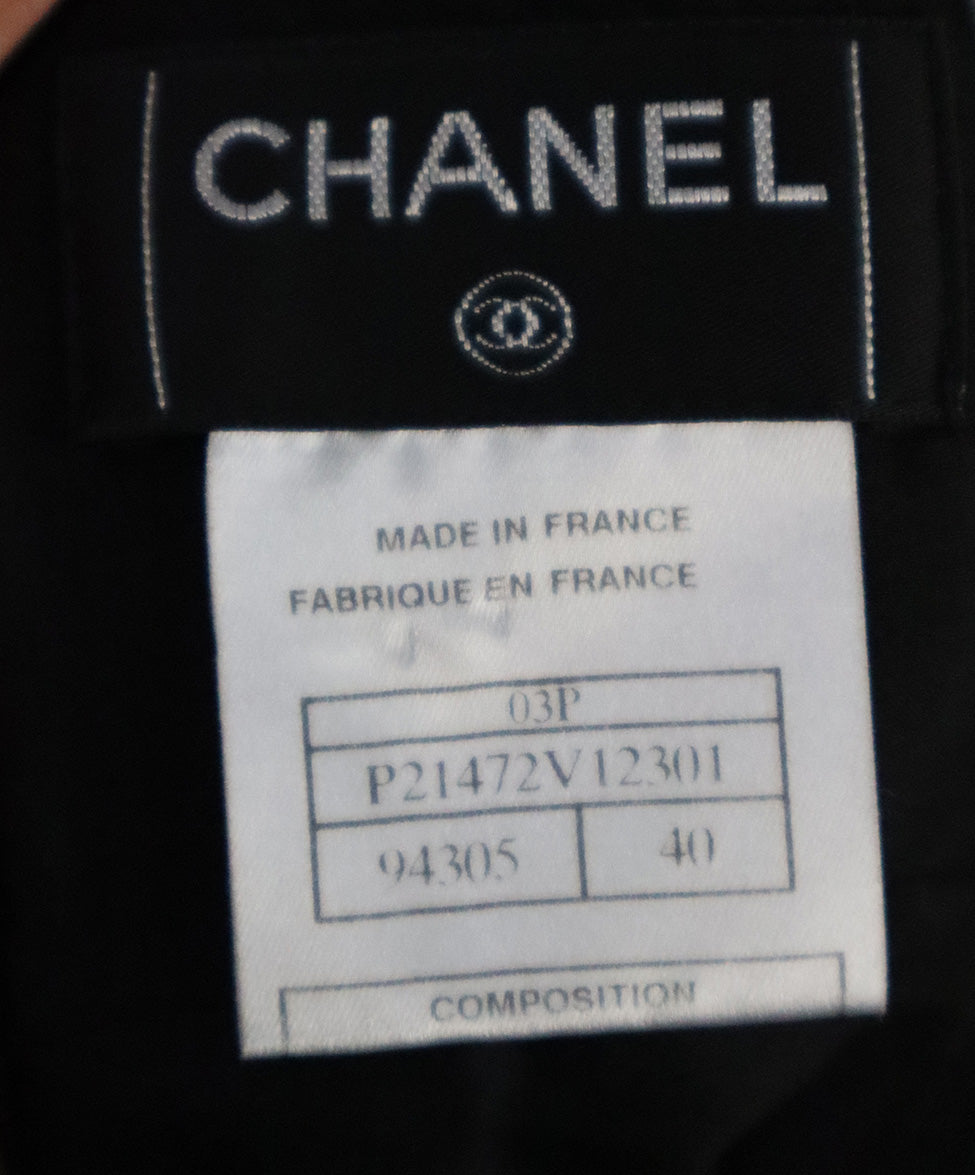 CHANEL
MADE IN FRANCE
FABRIQUE EN FRANCE
03P
P21472V12301
94305 40
COMPOSITION